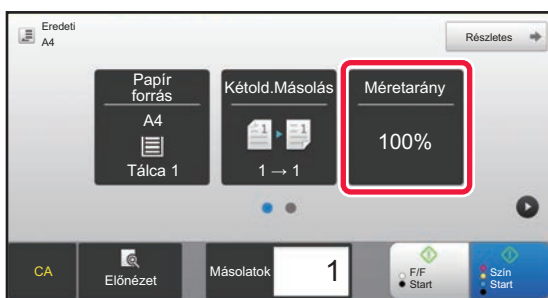 Eredeti
A4
Részletes
Papír
forrás
A4
Tálca 1
Kétold.Másolás
1 → 1
Méretarány
100%
CA
Előnézet
Másolatok
1
F/F
Start
Szín
Start